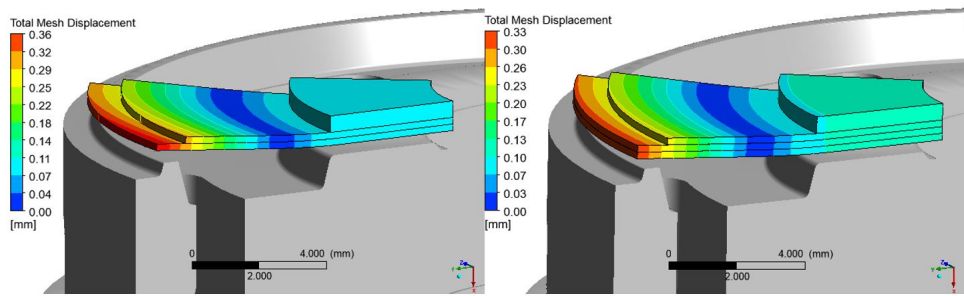 Total Mesh Displacement
0.36
0.32
0.29
0.25
0.22
0.18
0.14
0.11
0.07
0.04
0.00
[mm]
0
4.000 (mm)
2.000
Y
Z
X
Total Mesh Displacement
0.33
0.30
0.26
0.23
0.20
0.17
0.13
0.10
0.07
0.03
0.00
[mm]
0
4.000 (mm)
2.000
Y
Z
X